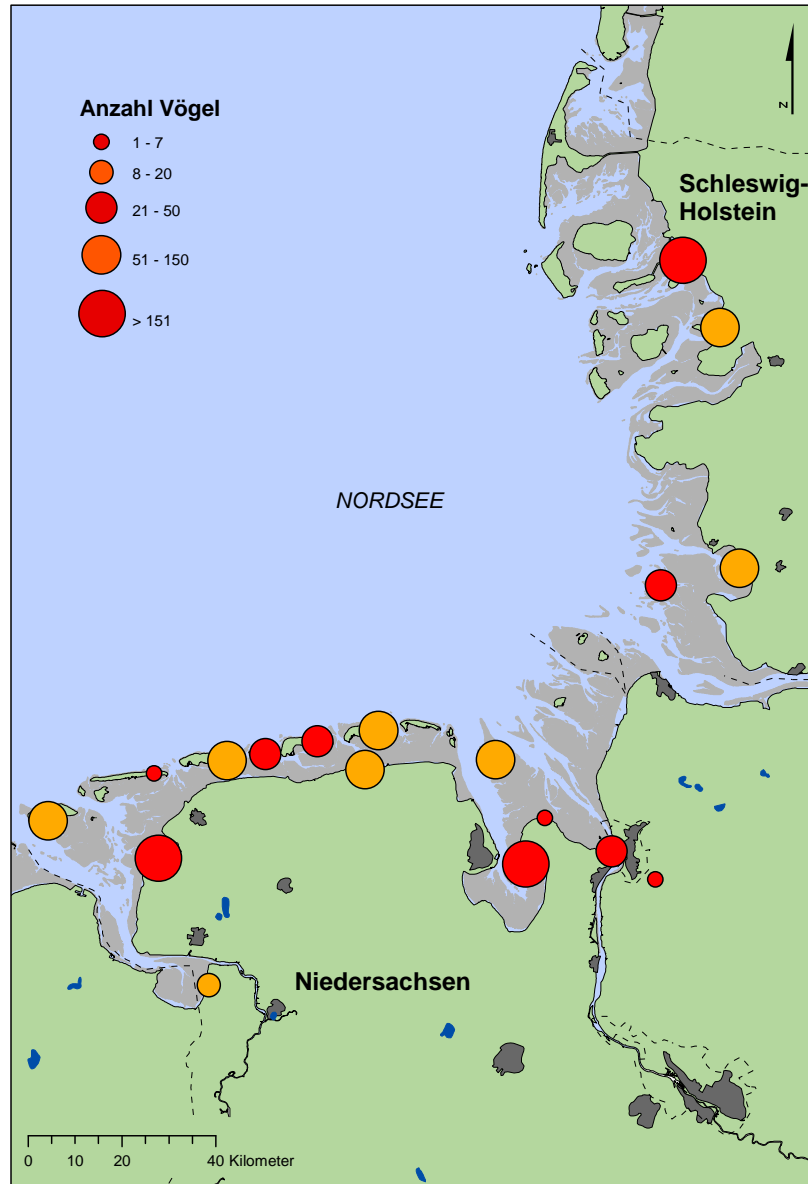 Anzahl Vögel
1 - 7
8 - 20
21 - 50
51 - 150
> 151
N
Schleswig-
Holstein
NORDSEE
Niedersachsen
0 10 20 40 Kilometer